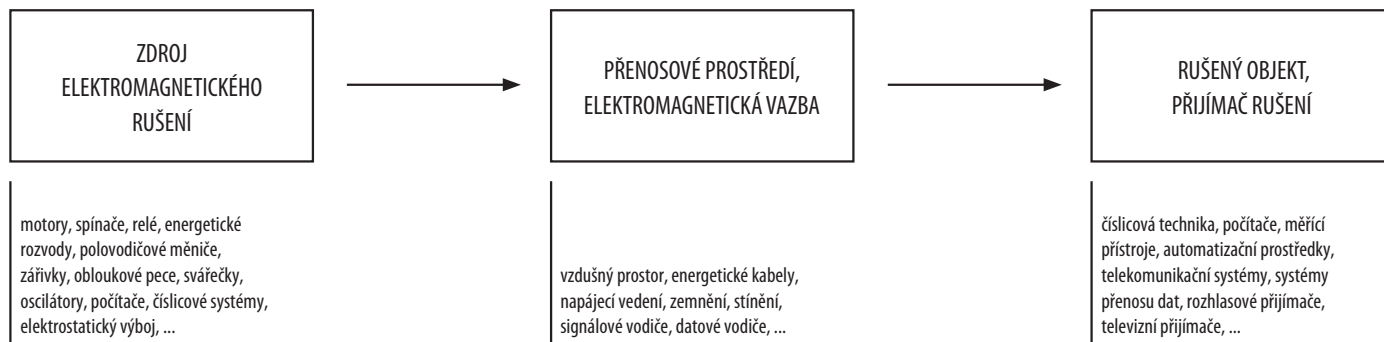 ZDROJ
ELEKTROMAGNETICKÉHO
RUŠENÍ
PŘENOSOVÉ PROSTŘEDÍ,
ELEKTROMAGNETICKÁ VAZBA
RUŠENÝ OBJEKT,
PŘIJÍMAČ RUŠENÍ
motory, spínače, relé, energetické
rozvody, polovodičové měniče,
zářivky, obloukové pece, svářečky,
oscilátory, počítače, číslicové systémy,
elektrostatický výboj, ...
vzdušný prostor, energetické kabely,
napájecí vedení, zemnění, stínění,
signálové vodiče, datové vodiče, ...
číslicová technika, počítače, měřící
přístroje, automatizační prostředky,
telekomunikační systémy, systémy
přenosu dat, rozhlasové přijímače,
televizní přijímače, ...